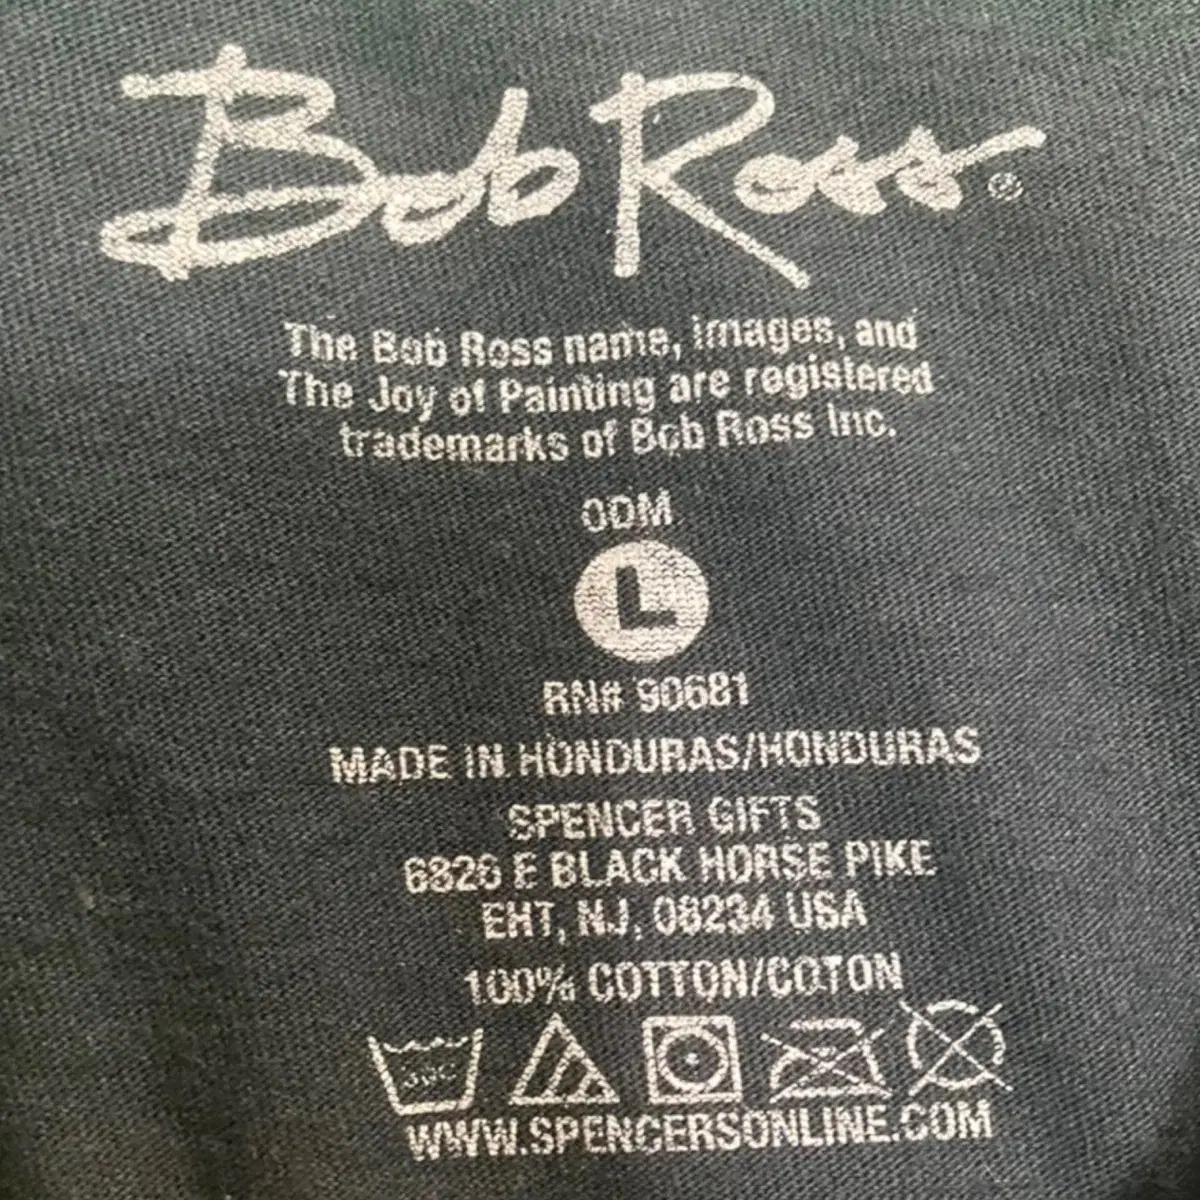 Bob Ross®
The Bob Ross name, images, and
The Joy of Painting are registered
trademarks of Bob Ross Inc.
ODM
L
RN# 90681
MADE IN HONDURAS/HONDURAS
SPENCER GIFTS
6826 E BLACK HORSE PIKE
EHT, NJ, 08234 USA
100% COTTON/COTON
30C
WWW.SPENCERSONLINE.COM